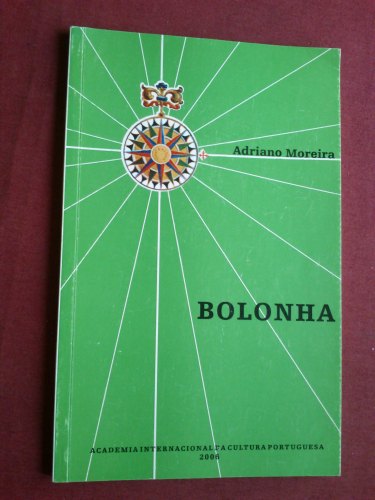 Adriano Moreira
BOLONHA
ACADEMIA INTERNACIONAL DA CULTURA PORTUGUESA
2006